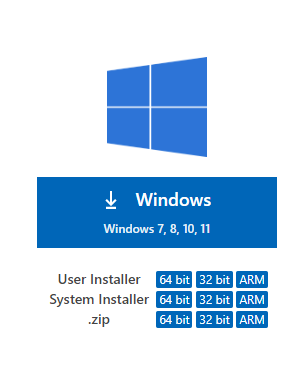 Windows
Windows 7, 8, 10, 11
User Installer 64 bit 32 bit ARM
System Installer 64 bit 32 bit ARM
.zip 64 bit 32 bit ARM